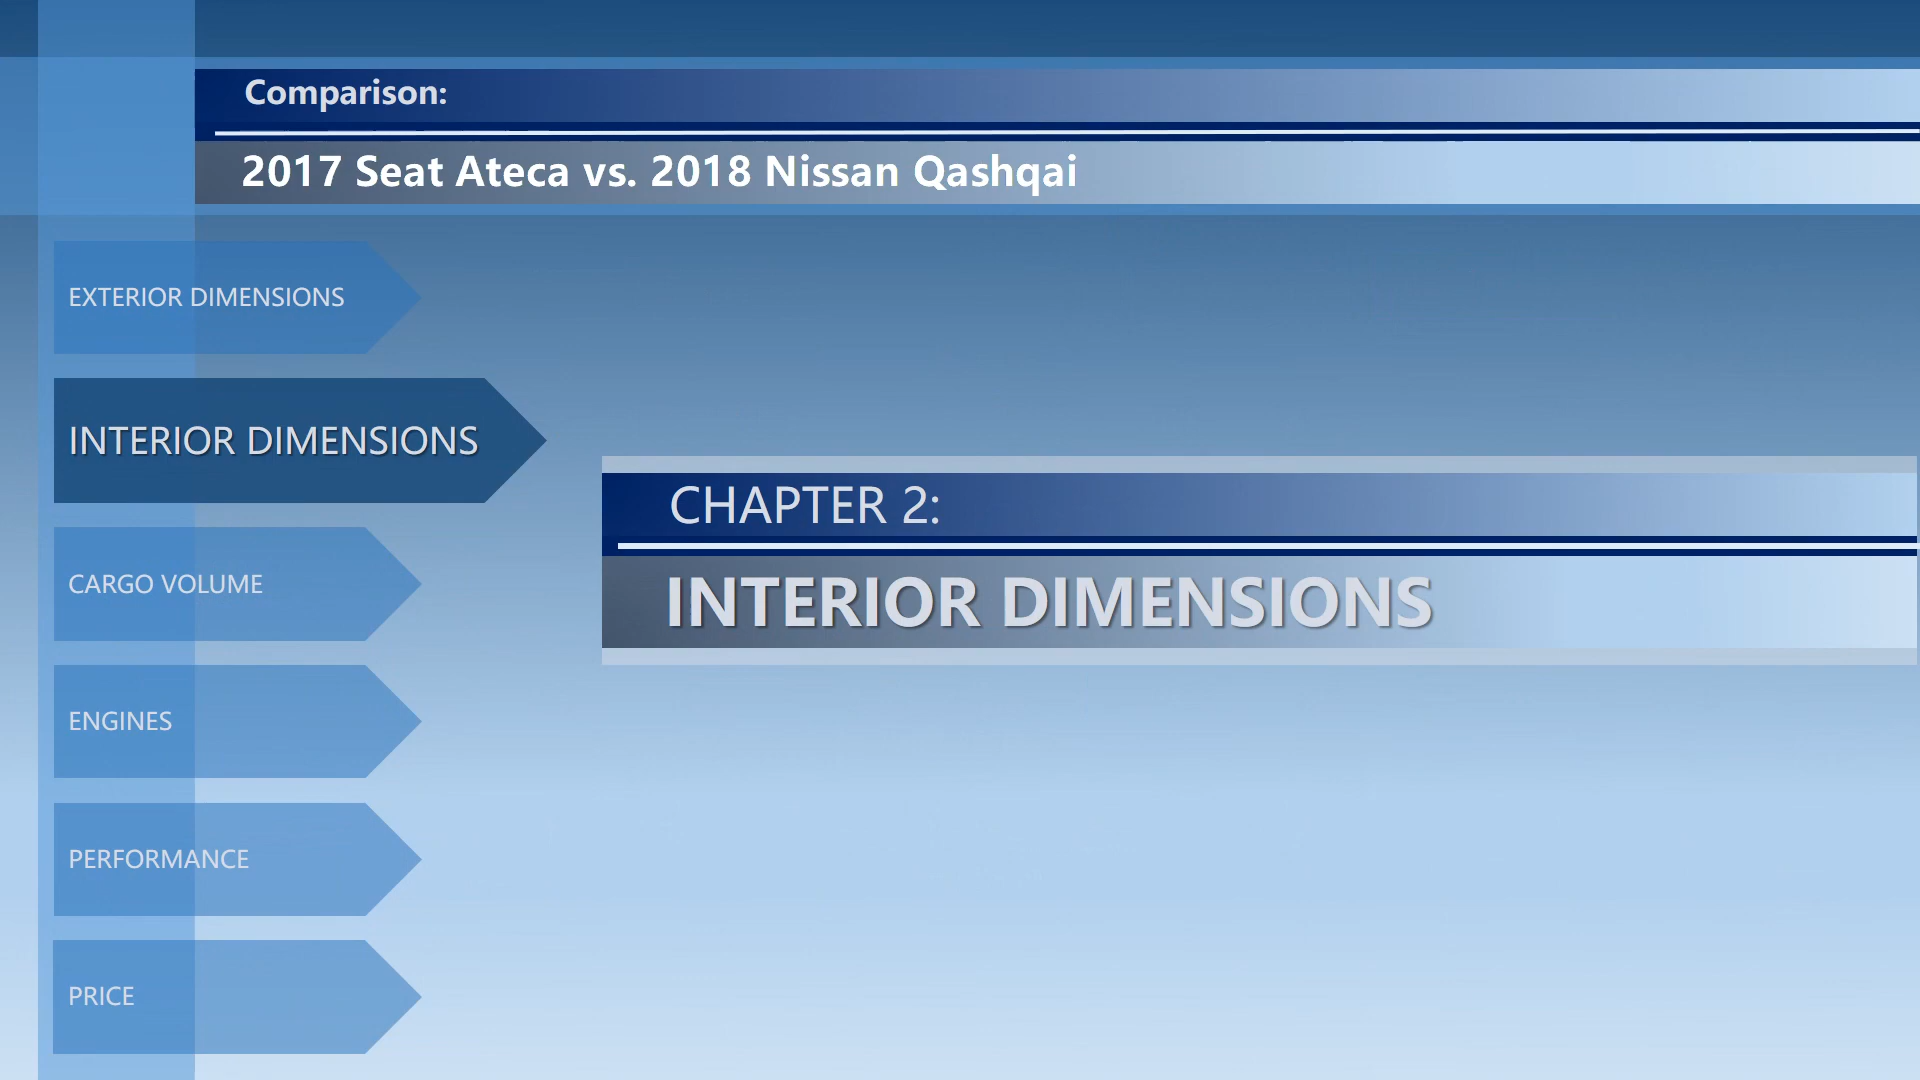 Comparison:
2017 Seat Ateca vs. 2018 Nissan Qashqai
EXTERIOR DIMENSIONS
INTERIOR DIMENSIONS
CARGO VOLUME
ENGINES
PERFORMANCE
PRICE
CHAPTER 2:
INTERIOR DIMENSIONS